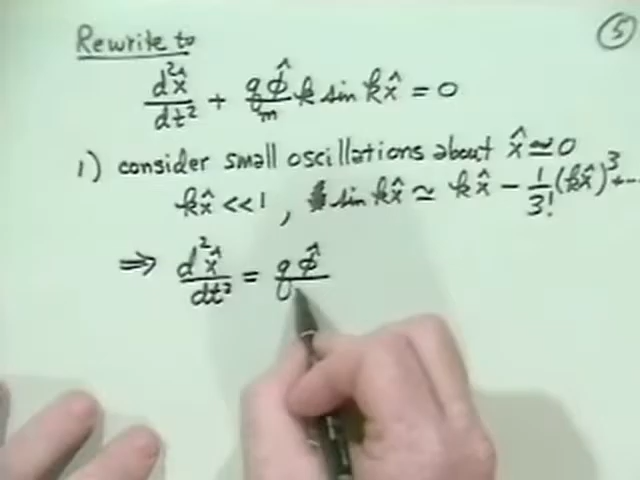 ⑤
Rewrite to
d²x̂/dt² + qϕ̂/m k sin kx̂ = 0
1) consider small oscillations about x̂ ≃ 0
kx̂ << 1, sin kx̂ ≃ kx̂ - 1/3! (kx̂)³ + ...
⇒ d²x̂/dt² = qϕ̂